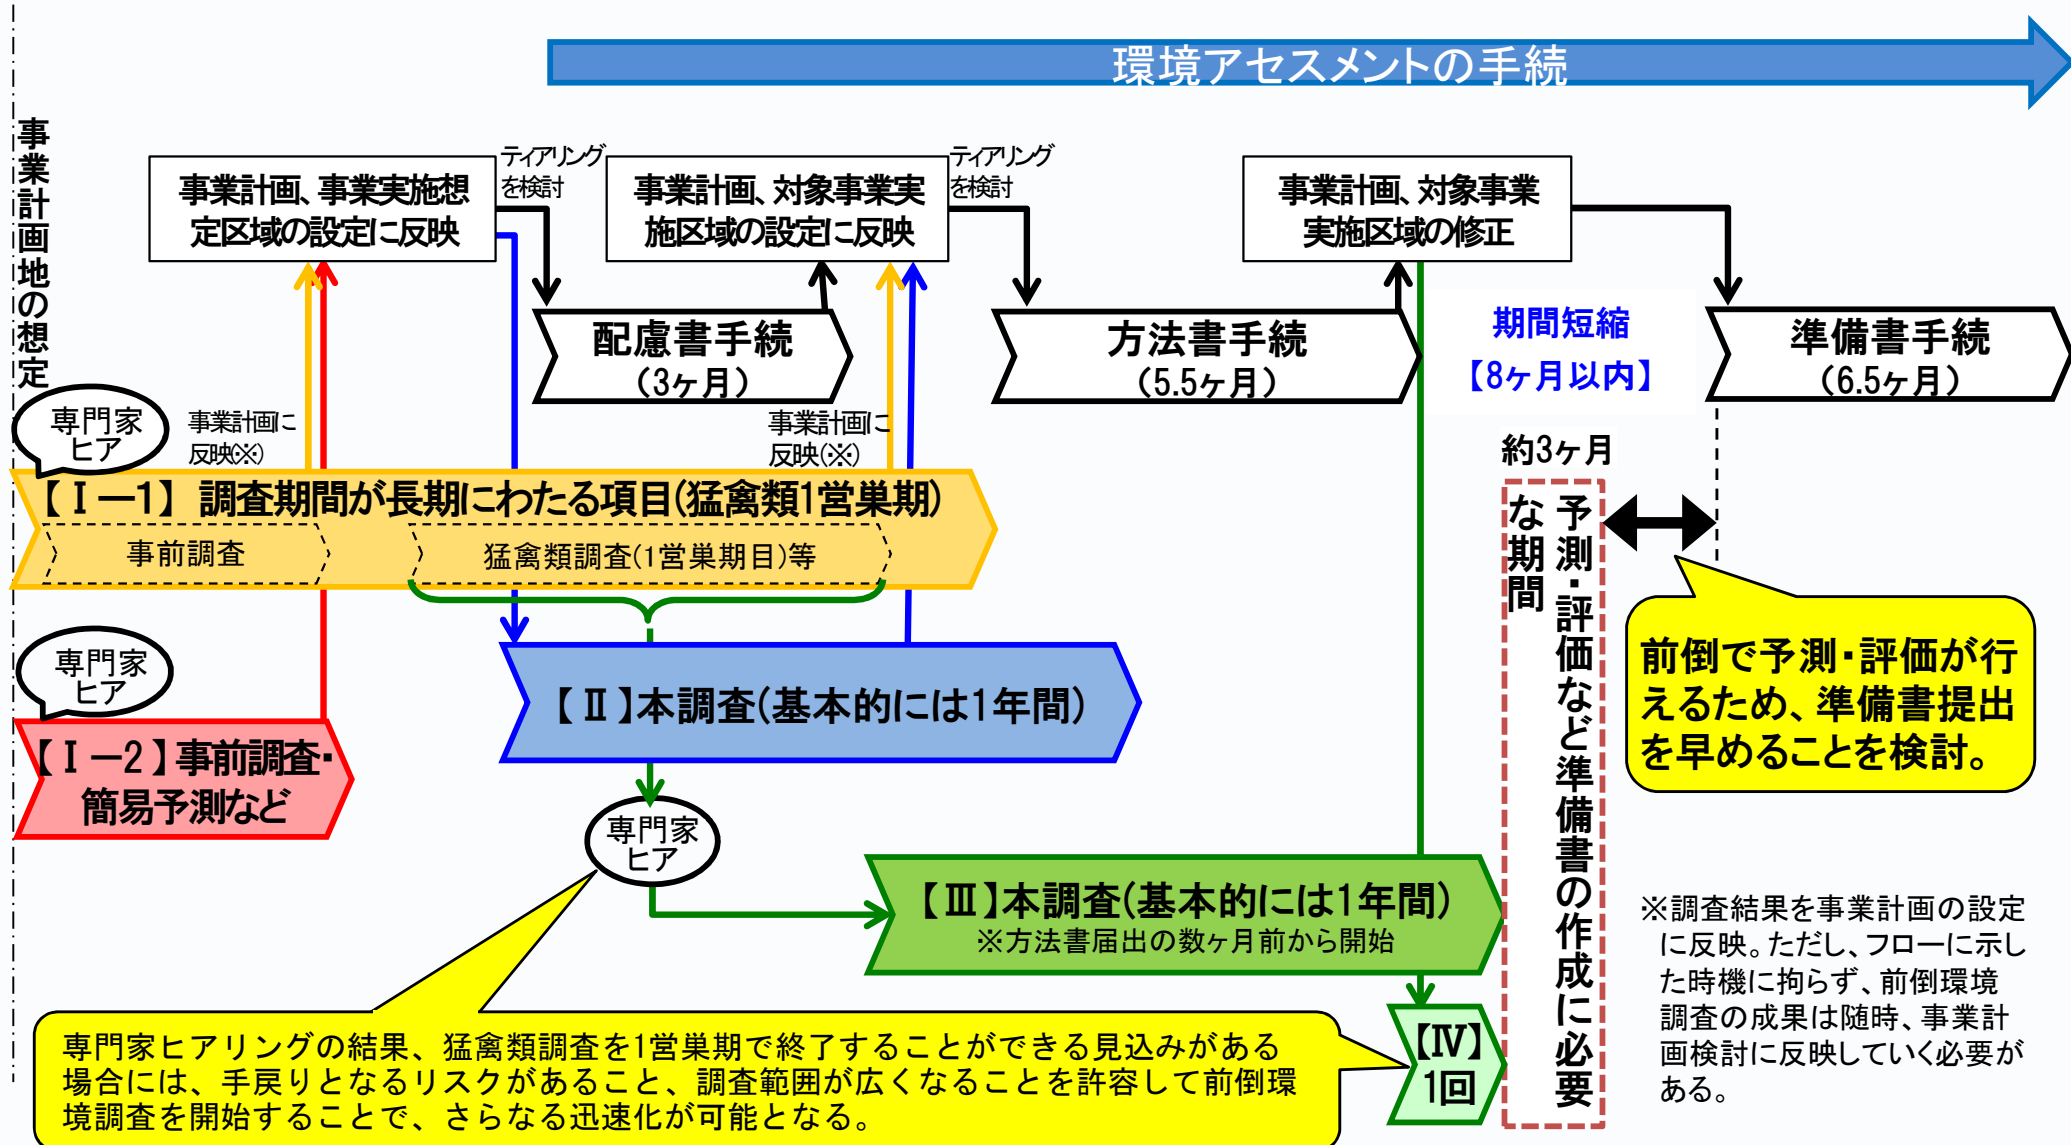 環境アセスメントの手続
事業計画地の想定
事業計画、事業実施想
定区域の設定に反映
ティアリング
を検討
事業計画、対象事業実
施区域の設定に反映
ティアリング
を検討
事業計画、対象事業
実施区域の修正
配慮書手続
(3ヶ月)
方法書手続
(5.5ヶ月)
期間短縮
【8ヶ月以内】
準備書手続
(6.5ヶ月)
専門家
ヒア
事業計画に
反映(※)
事業計画に
反映(※)
【Ⅰ－1】 調査期間が長期にわたる項目(猛禽類1営巣期)
事前調査
猛禽類調査(1営巣期目)等
約3ヶ月
予測・評価など準備書の作成に必要
な期間
専門家
ヒア
【Ⅰ－2】事前調査・
簡易予測など
【Ⅱ】本調査(基本的には1年間)
前倒で予測・評価が行
えるため、準備書提出
を早めることを検討。
専門家
ヒア
【Ⅲ】本調査(基本的には1年間)
※方法書届出の数ヶ月前から開始
【Ⅳ】
1回
※調査結果を事業計画の設定
に反映。ただし、フローに示し
た時機に拘らず、前倒環境
調査の成果は随時、事業計
画検討に反映していく必要が
ある。
専門家ヒアリングの結果、猛禽類調査を1営巣期で終了することができる見込みがある
場合には、手戻りとなるリスクがあること、調査範囲が広くなることを許容して前倒環
境調査を開始することで、さらなる迅速化が可能となる。